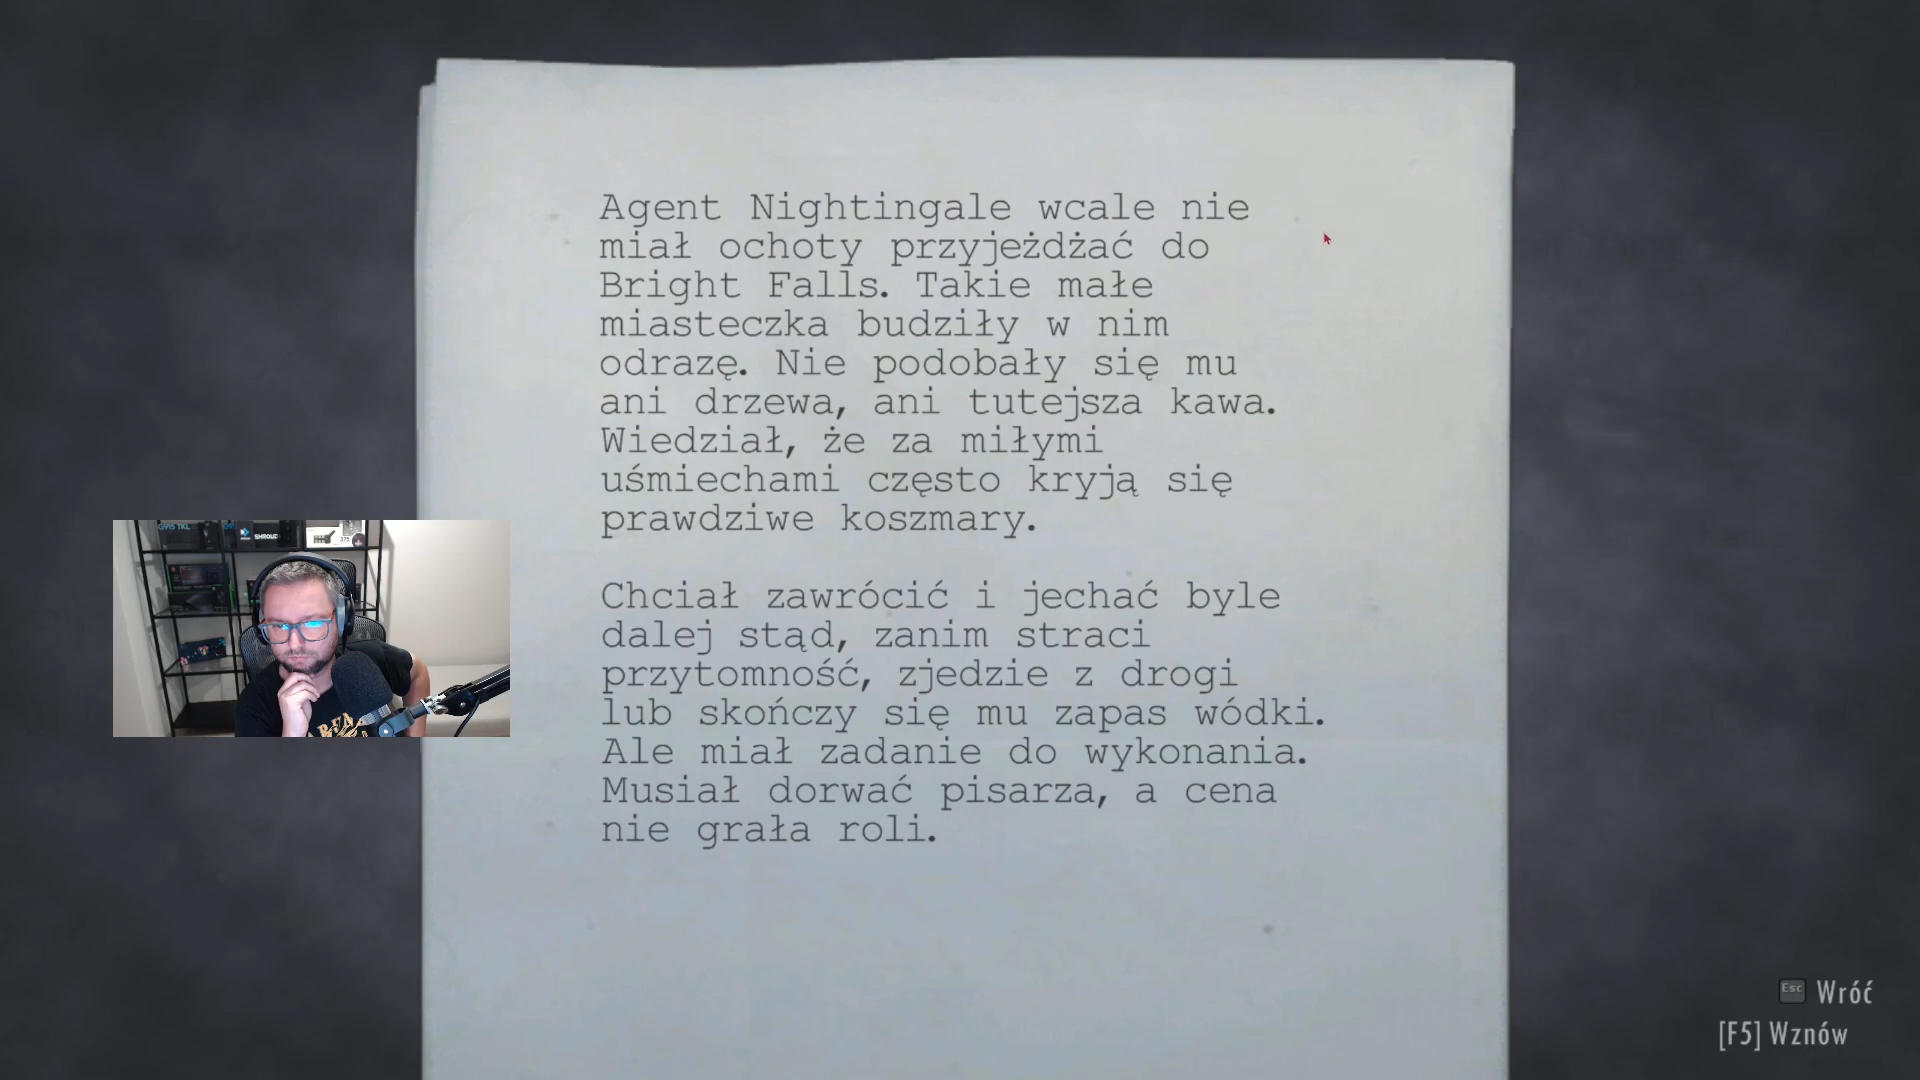 Agent Nightingale wcale nie
miał ochoty przyjeżdżać do
Bright Falls. Takie małe
miasteczka budziły w nim
odrazę. Nie podobały się mu
ani drzewa, ani tutejsza kawa.
Wiedział, że za miłymi
uśmiechami często kryją się
prawdziwe koszmary.
Chciał zawrócić i jechać byle
dalej stąd, zanim straci
przytomność, zjedzie z drogi
lub skończy się mu zapas wódki.
Ale miał zadanie do wykonania.
Musiał dorwać pisarza, a cena
nie grała roli.
SHROUD
Esc Wróć
[F5] Wznów